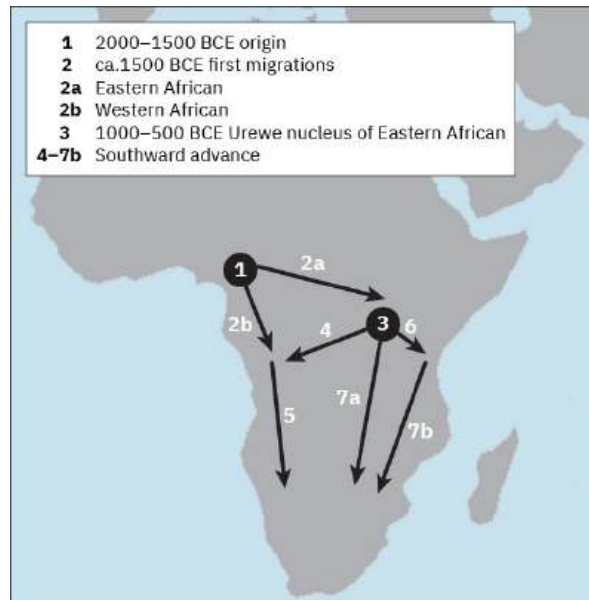 1 2000–1500 BCE origin
2 ca.1500 BCE first migrations
2a Eastern African
2b Western African
3 1000–500 BCE Urewe nucleus of Eastern African
4–7b Southward advance
1
2a
2b
3
6
4
7a
5
7b